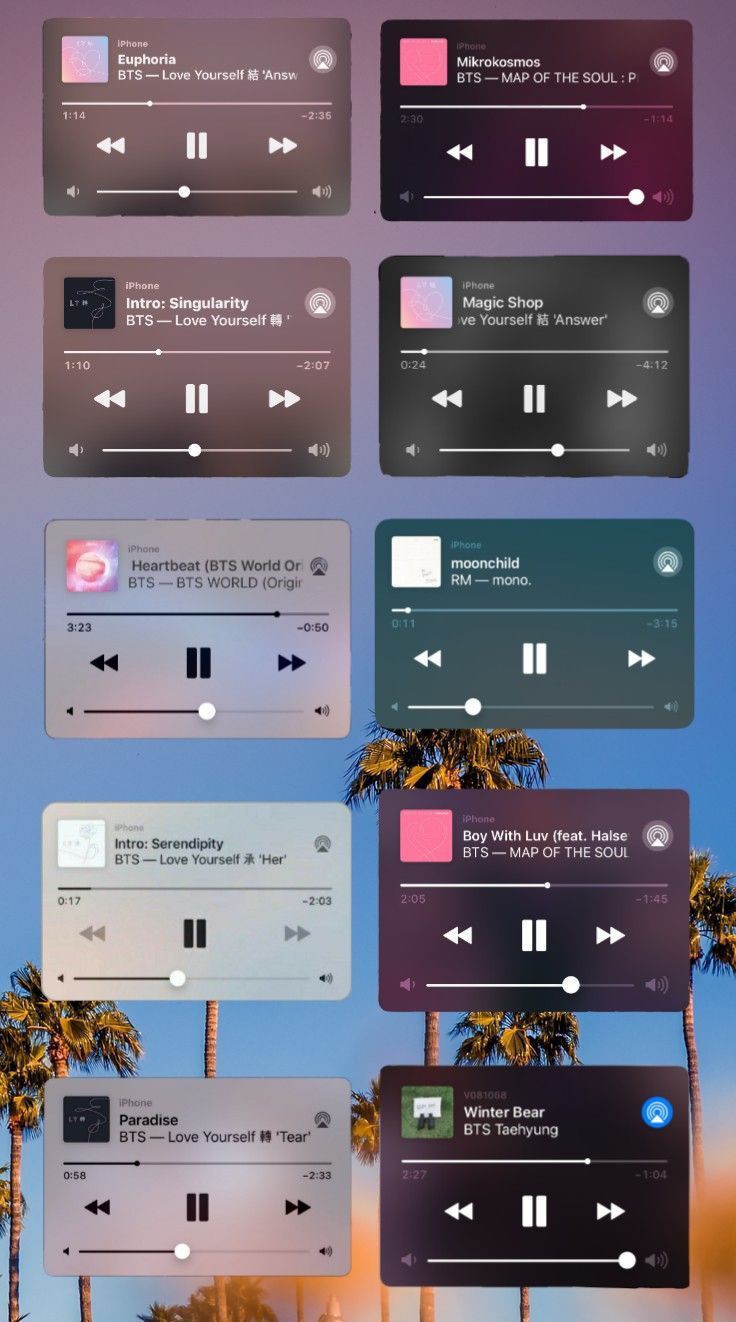 iPhone
Euphoria
BTS — Love Yourself 結 'Answ
1:14 −2:35
iPhone
Mikrokosmos
BTS — MAP OF THE SOUL : P
2:30 −1:14
iPhone
Intro: Singularity
BTS — Love Yourself 轉 '
1:10 −2:07
iPhone
Magic Shop
ve Yourself 結 'Answer'
0:24 −4:12
iPhone
Heartbeat (BTS World Ori
BTS — BTS WORLD (Origir
3:23 −0:50
iPhone
moonchild
RM — mono.
0:11 −3:15
iPhone
Intro: Serendipity
BTS — Love Yourself 承 'Her'
0:17 −2:03
iPhone
Boy With Luv (feat. Halse
BTS — MAP OF THE SOUL
2:05 −1:45
iPhone
Paradise
BTS — Love Yourself 轉 'Tear'
0:58 −2:33
V081068
Winter Bear
BTS Taehyung
2:27 −1:04